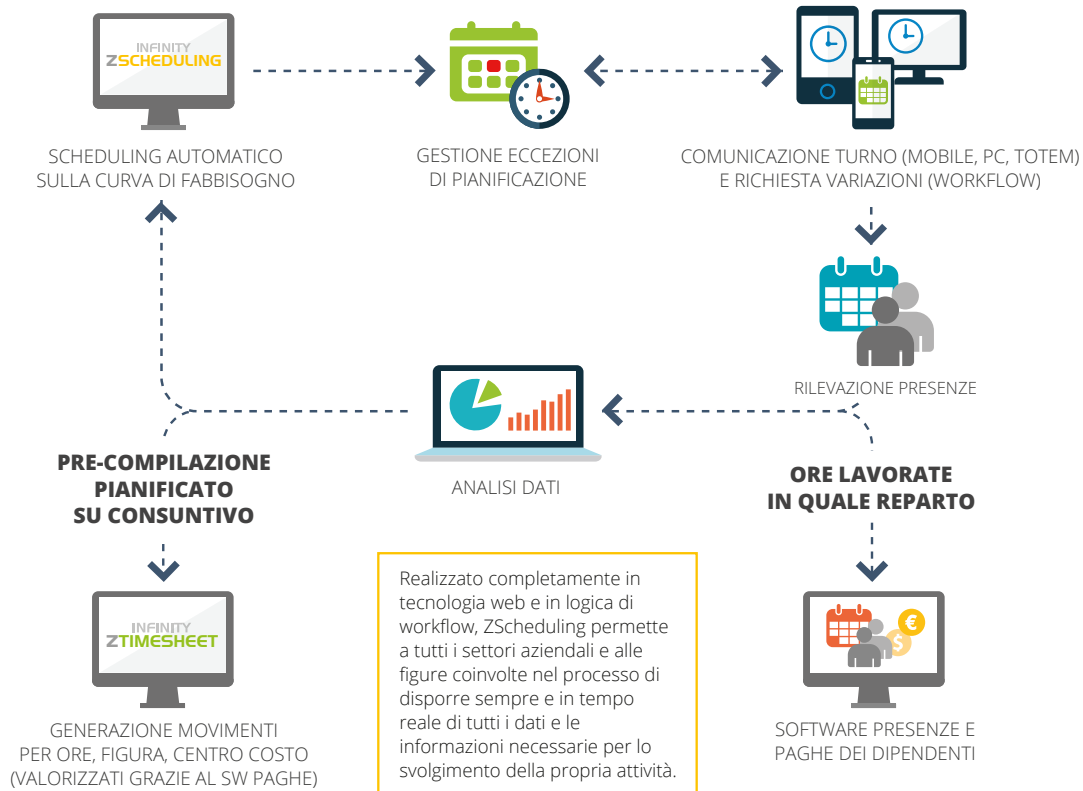 INFINITY
ZSCHEDULING
SCHEDULING AUTOMATICO
SULLA CURVA DI FABBISOGNO
GESTIONE ECCEZIONI
DI PIANIFICAZIONE
COMUNICAZIONE TURNO (MOBILE, PC, TOTEM)
E RICHIESTA VARIAZIONI (WORKFLOW)
RILEVAZIONE PRESENZE
ANALISI DATI
PRE-COMPILAZIONE
PIANIFICATO
SU CONSUNTIVO
ORE LAVORATE
IN QUALE REPARTO
INFINITY
ZTIMESHEET
GENERAZIONE MOVIMENTI
PER ORE, FIGURA, CENTRO COSTO
(VALORIZZATI GRAZIE AL SW PAGHE)
Realizzato completamente in
tecnologia web e in logica di
workflow, ZScheduling permette
a tutti i settori aziendali e alle
figure coinvolte nel processo di
disporre sempre e in tempo
reale di tutti i dati e le
informazioni necessarie per lo
svolgimento della propria attività.
€
$
SOFTWARE PRESENZE E
PAGHE DEI DIPENDENTI